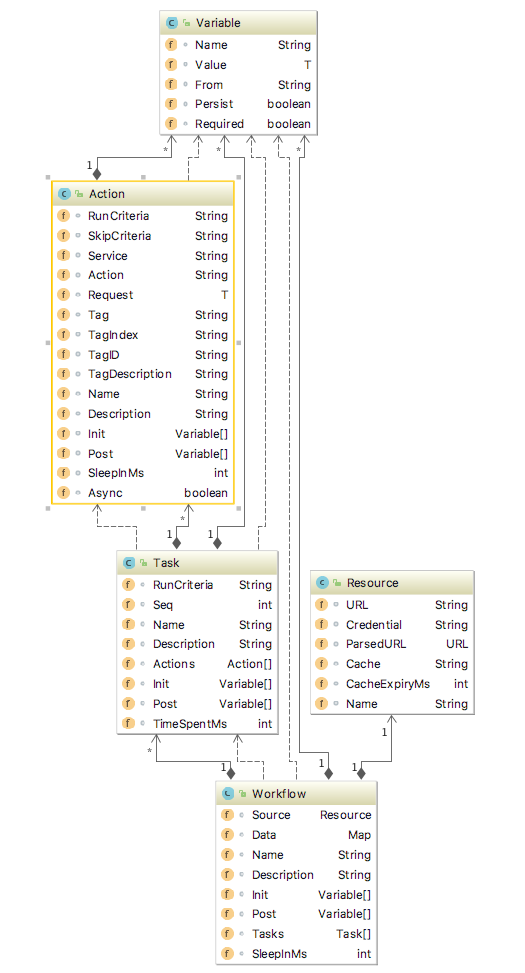 Variable
Name String
Value T
From String
Persist boolean
Required boolean
1 * * *
Action
RunCriteria String
SkipCriteria String
Service String
Action String
Request T
Tag String
TagIndex String
TagID String
TagDescription String
Name String
Description String
Init Variable[]
Post Variable[]
SleepInMs int
Async boolean
*
1 1
Task
RunCriteria String
Seq int
Name String
Description String
Actions Action[]
Init Variable[]
Post Variable[]
TimeSpentMs int
Resource
URL String
Credential String
ParsedURL URL
Cache String
CacheExpiryMs int
Name String
* 1
1 1 1
Workflow
Source Resource
Data Map
Name String
Description String
Init Variable[]
Post Variable[]
Tasks Task[]
SleepInMs int